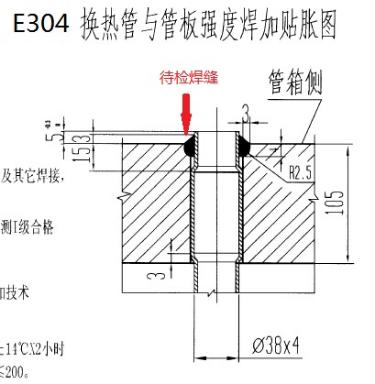 E304 换热管与管板强度焊加贴胀图
待检焊缝
管箱侧
3
3
15
R2.5
及其它焊接,
105
测I级合格
3
加技术
Ø38x4
±14℃X2小时
≤200。